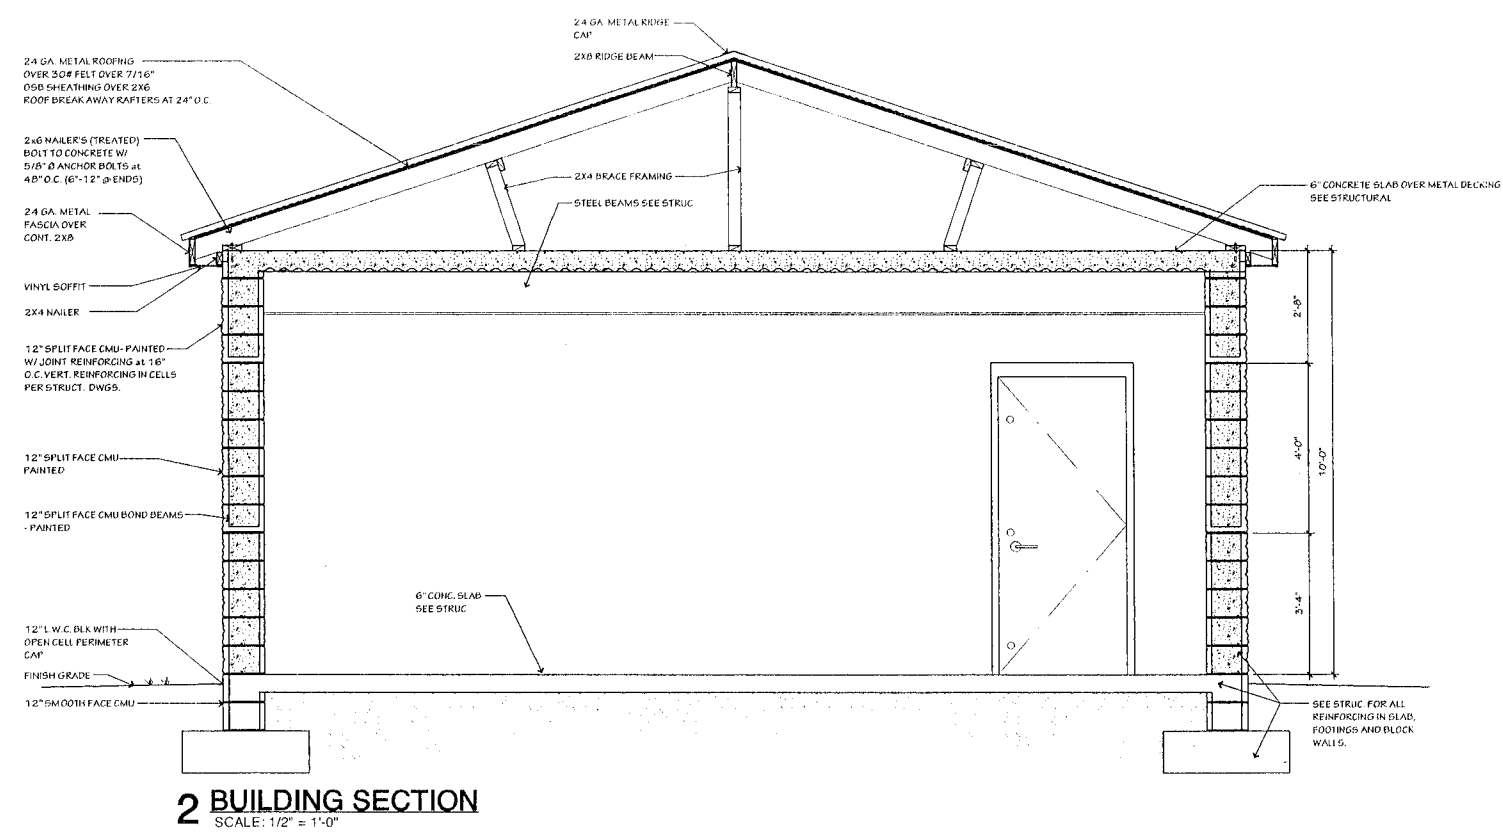 24 GA. METAL RIDGE
CAP
2X8 RIDGE BEAM
24 GA. METAL ROOFING
OVER 30# FELT OVER 7/16"
OSB SHEATHING OVER 2X6
ROOF BREAK AWAY RAFTERS AT 24" O.C.
2x6 NAILER'S (TREATED)
BOLT TO CONCRETE W/
5/8" Ø ANCHOR BOLTS at
48" O.C. (6"-12" @ ENDS)
24 GA. METAL
FASCIA OVER
CONT. 2X8
VINYL SOFFIT
2X4 NAILER
12" SPLIT FACE CMU- PAINTED
W/ JOINT REINFORCING at 16"
O.C. VERT. REINFORCING IN CELLS
PER STRUCT. DWGS.
12" SPLIT FACE CMU
PAINTED
12" SPLIT FACE CMU BOND BEAMS
- PAINTED
12" L.W.C. BLK WITH
OPEN CELL PERIMETER
CAP
FINISH GRADE
12" SMOOTH FACE CMU
2X4 BRACE FRAMING
STEEL BEAMS SEE STRUC
6" CONC. SLAB
SEE STRUC
6" CONCRETE SLAB OVER METAL DECKING
SEE STRUCTURAL
2'-8"
4'-0"
10'-0"
3'-4"
SEE STRUC. FOR ALL
REINFORCING IN SLAB,
FOOTINGS AND BLOCK
WALLS.
2 BUILDING SECTION
SCALE: 1/2" = 1'-0"